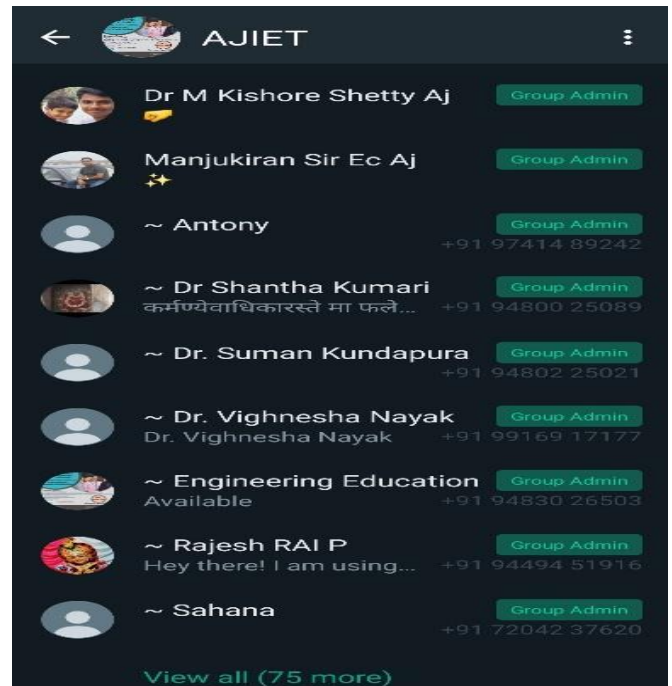 AJIET
Dr M Kishore Shetty Aj Group Admin
🤛
Manjukiran Sir Ec Aj Group Admin
✨
~ Antony Group Admin
+91 97414 89242
~ Dr Shantha Kumari Group Admin
कर्मण्येवाधिकारस्ते मा फले... +91 94800 25089
~ Dr. Suman Kundapura Group Admin
+91 94802 25021
~ Dr. Vighnesha Nayak Group Admin
Dr. Vighnesha Nayak +91 99169 17177
~ Engineering Education Group Admin
Available +91 94830 26503
~ Rajesh RAI P Group Admin
Hey there! I am using... +91 94494 51916
~ Sahana Group Admin
+91 72042 37620
View all (75 more)